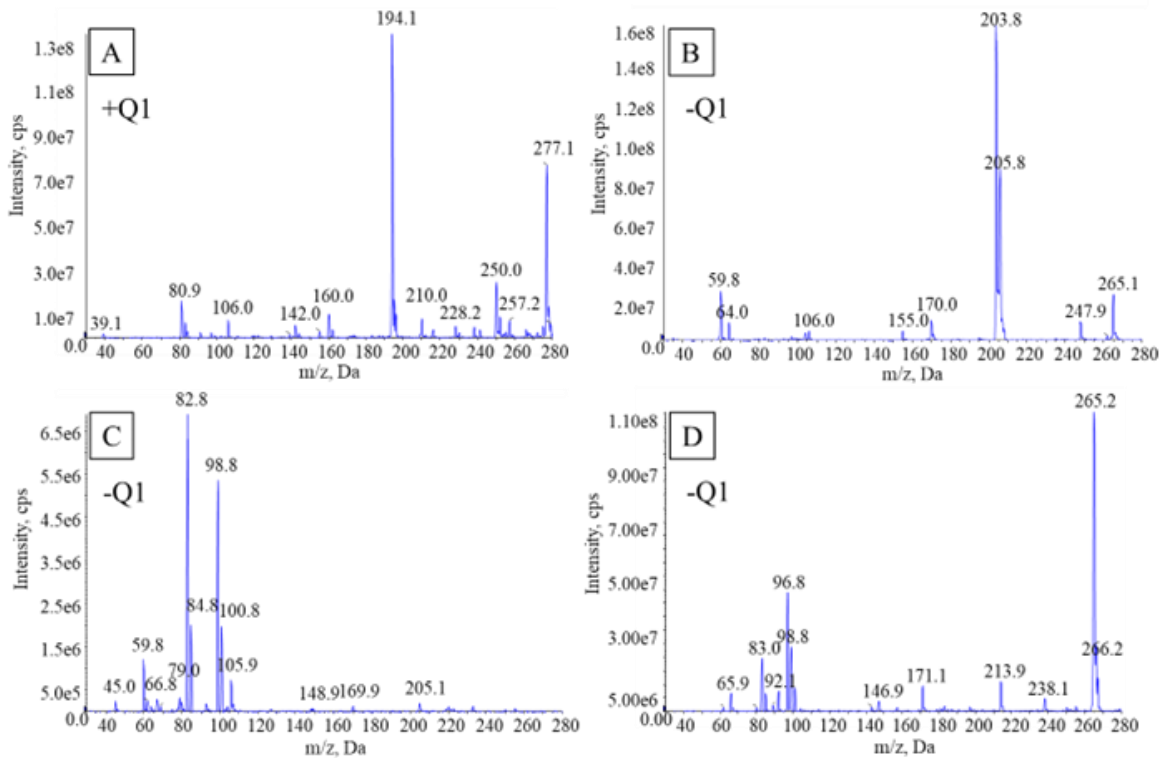 A
+Q1
Intensity, cps
1.3e8
1.1e8
9.0e7
7.0e7
5.0e7
3.0e7
1.0e7
0.0
194.1
277.1
80.9
106.0
142.0
160.0
210.0
228.2
250.0
257.2
39.1
40 60 80 100 120 140 160 180 200 220 240 260 280
m/z, Da
B
-Q1
Intensity, cps
1.6e8
1.4e8
1.2e8
1.0e8
8.0e7
6.0e7
4.0e7
2.0e7
0.0
203.8
205.8
59.8
64.0
106.0
155.0
170.0
247.9
265.1
40 60 80 100 120 140 160 180 200 220 240 260 280
m/z, Da
C
-Q1
Intensity, cps
6.5e6
5.5e6
4.5e6
3.5e6
2.5e6
1.5e6
5.0e5
0.0
82.8
98.8
84.8
100.8
59.8
79.0
105.9
45.0
66.8
148.9
169.9
205.1
40 60 80 100 120 140 160 180 200 220 240 260 280
m/z, Da
D
-Q1
Intensity, cps
1.10e8
9.00e7
7.00e7
5.00e7
3.00e7
5.00e6
0.0
265.2
96.8
98.8
83.0
92.1
65.9
146.9
171.1
213.9
238.1
266.2
40 60 80 100 120 140 160 180 200 220 240 260 280
m/z, Da